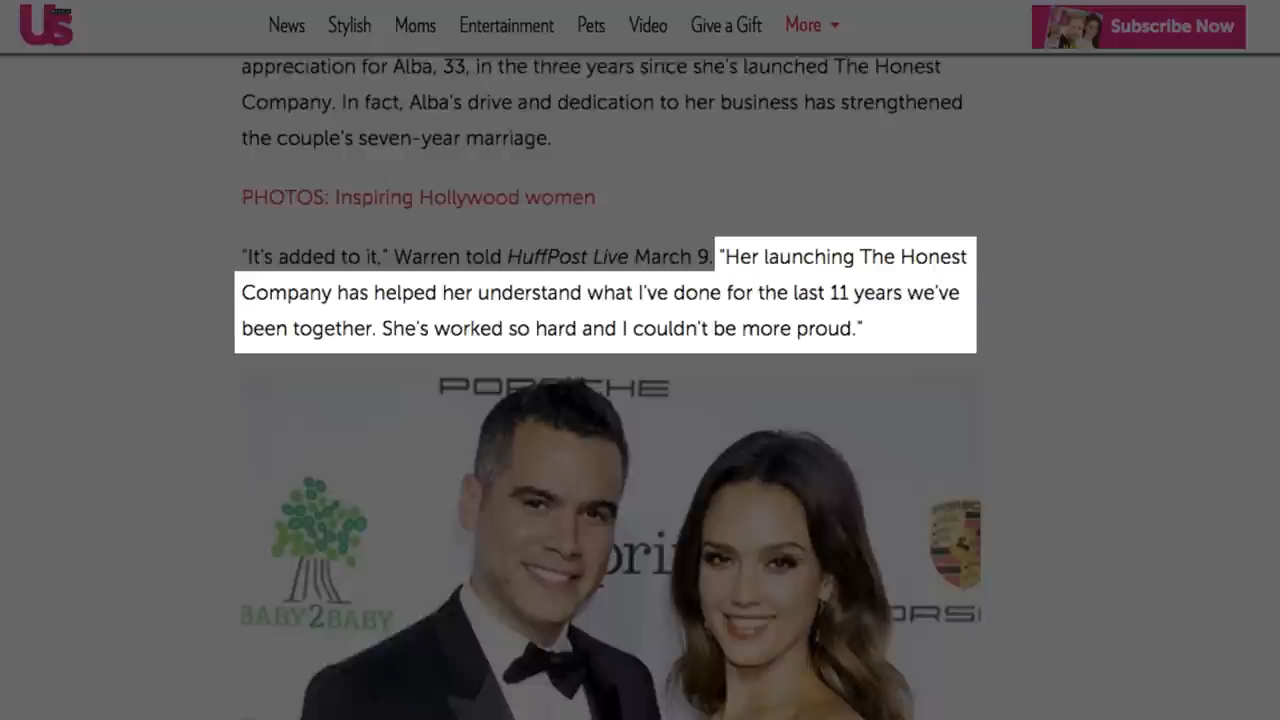 Us
News Stylish Moms Entertainment Pets Video Give a Gift More Subscribe Now
appreciation for Alba, 33, in the three years since she's launched The Honest
Company. In fact, Alba's drive and dedication to her business has strengthened
the couple's seven-year marriage.
PHOTOS: Inspiring Hollywood women
"It's added to it," Warren told HuffPost Live March 9. "Her launching The Honest
Company has helped her understand what I've done for the last 11 years we've
been together. She's worked so hard and I couldn't be more proud."
PORSCHE
BABY2BABY